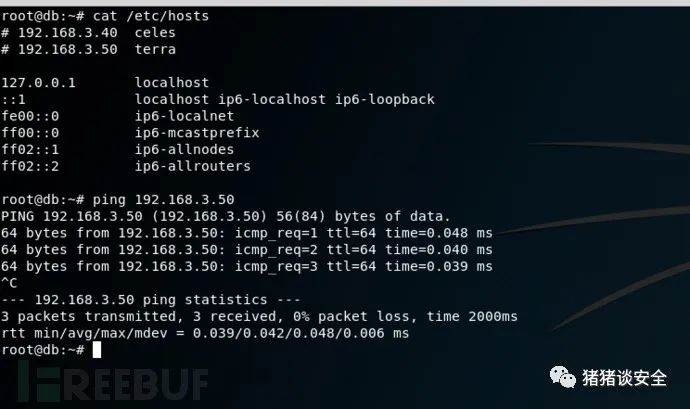 root@db:~# cat /etc/hosts
# 192.168.3.40  celes
# 192.168.3.50  terra
127.0.0.1       localhost
::1             localhost ip6-localhost ip6-loopback
fe00::0         ip6-localnet
ff00::0         ip6-mcastprefix
ff02::1         ip6-allnodes
ff02::2         ip6-allrouters
root@db:~# ping 192.168.3.50
PING 192.168.3.50 (192.168.3.50) 56(84) bytes of data.
64 bytes from 192.168.3.50: icmp_req=1 ttl=64 time=0.048 ms
64 bytes from 192.168.3.50: icmp_req=2 ttl=64 time=0.040 ms
64 bytes from 192.168.3.50: icmp_req=3 ttl=64 time=0.039 ms
^C
--- 192.168.3.50 ping statistics ---
3 packets transmitted, 3 received, 0% packet loss, time 2000ms
rtt min/avg/max/mdev = 0.039/0.042/0.048/0.006 ms
root@db:~#
FREEBUF
猪猪谈安全